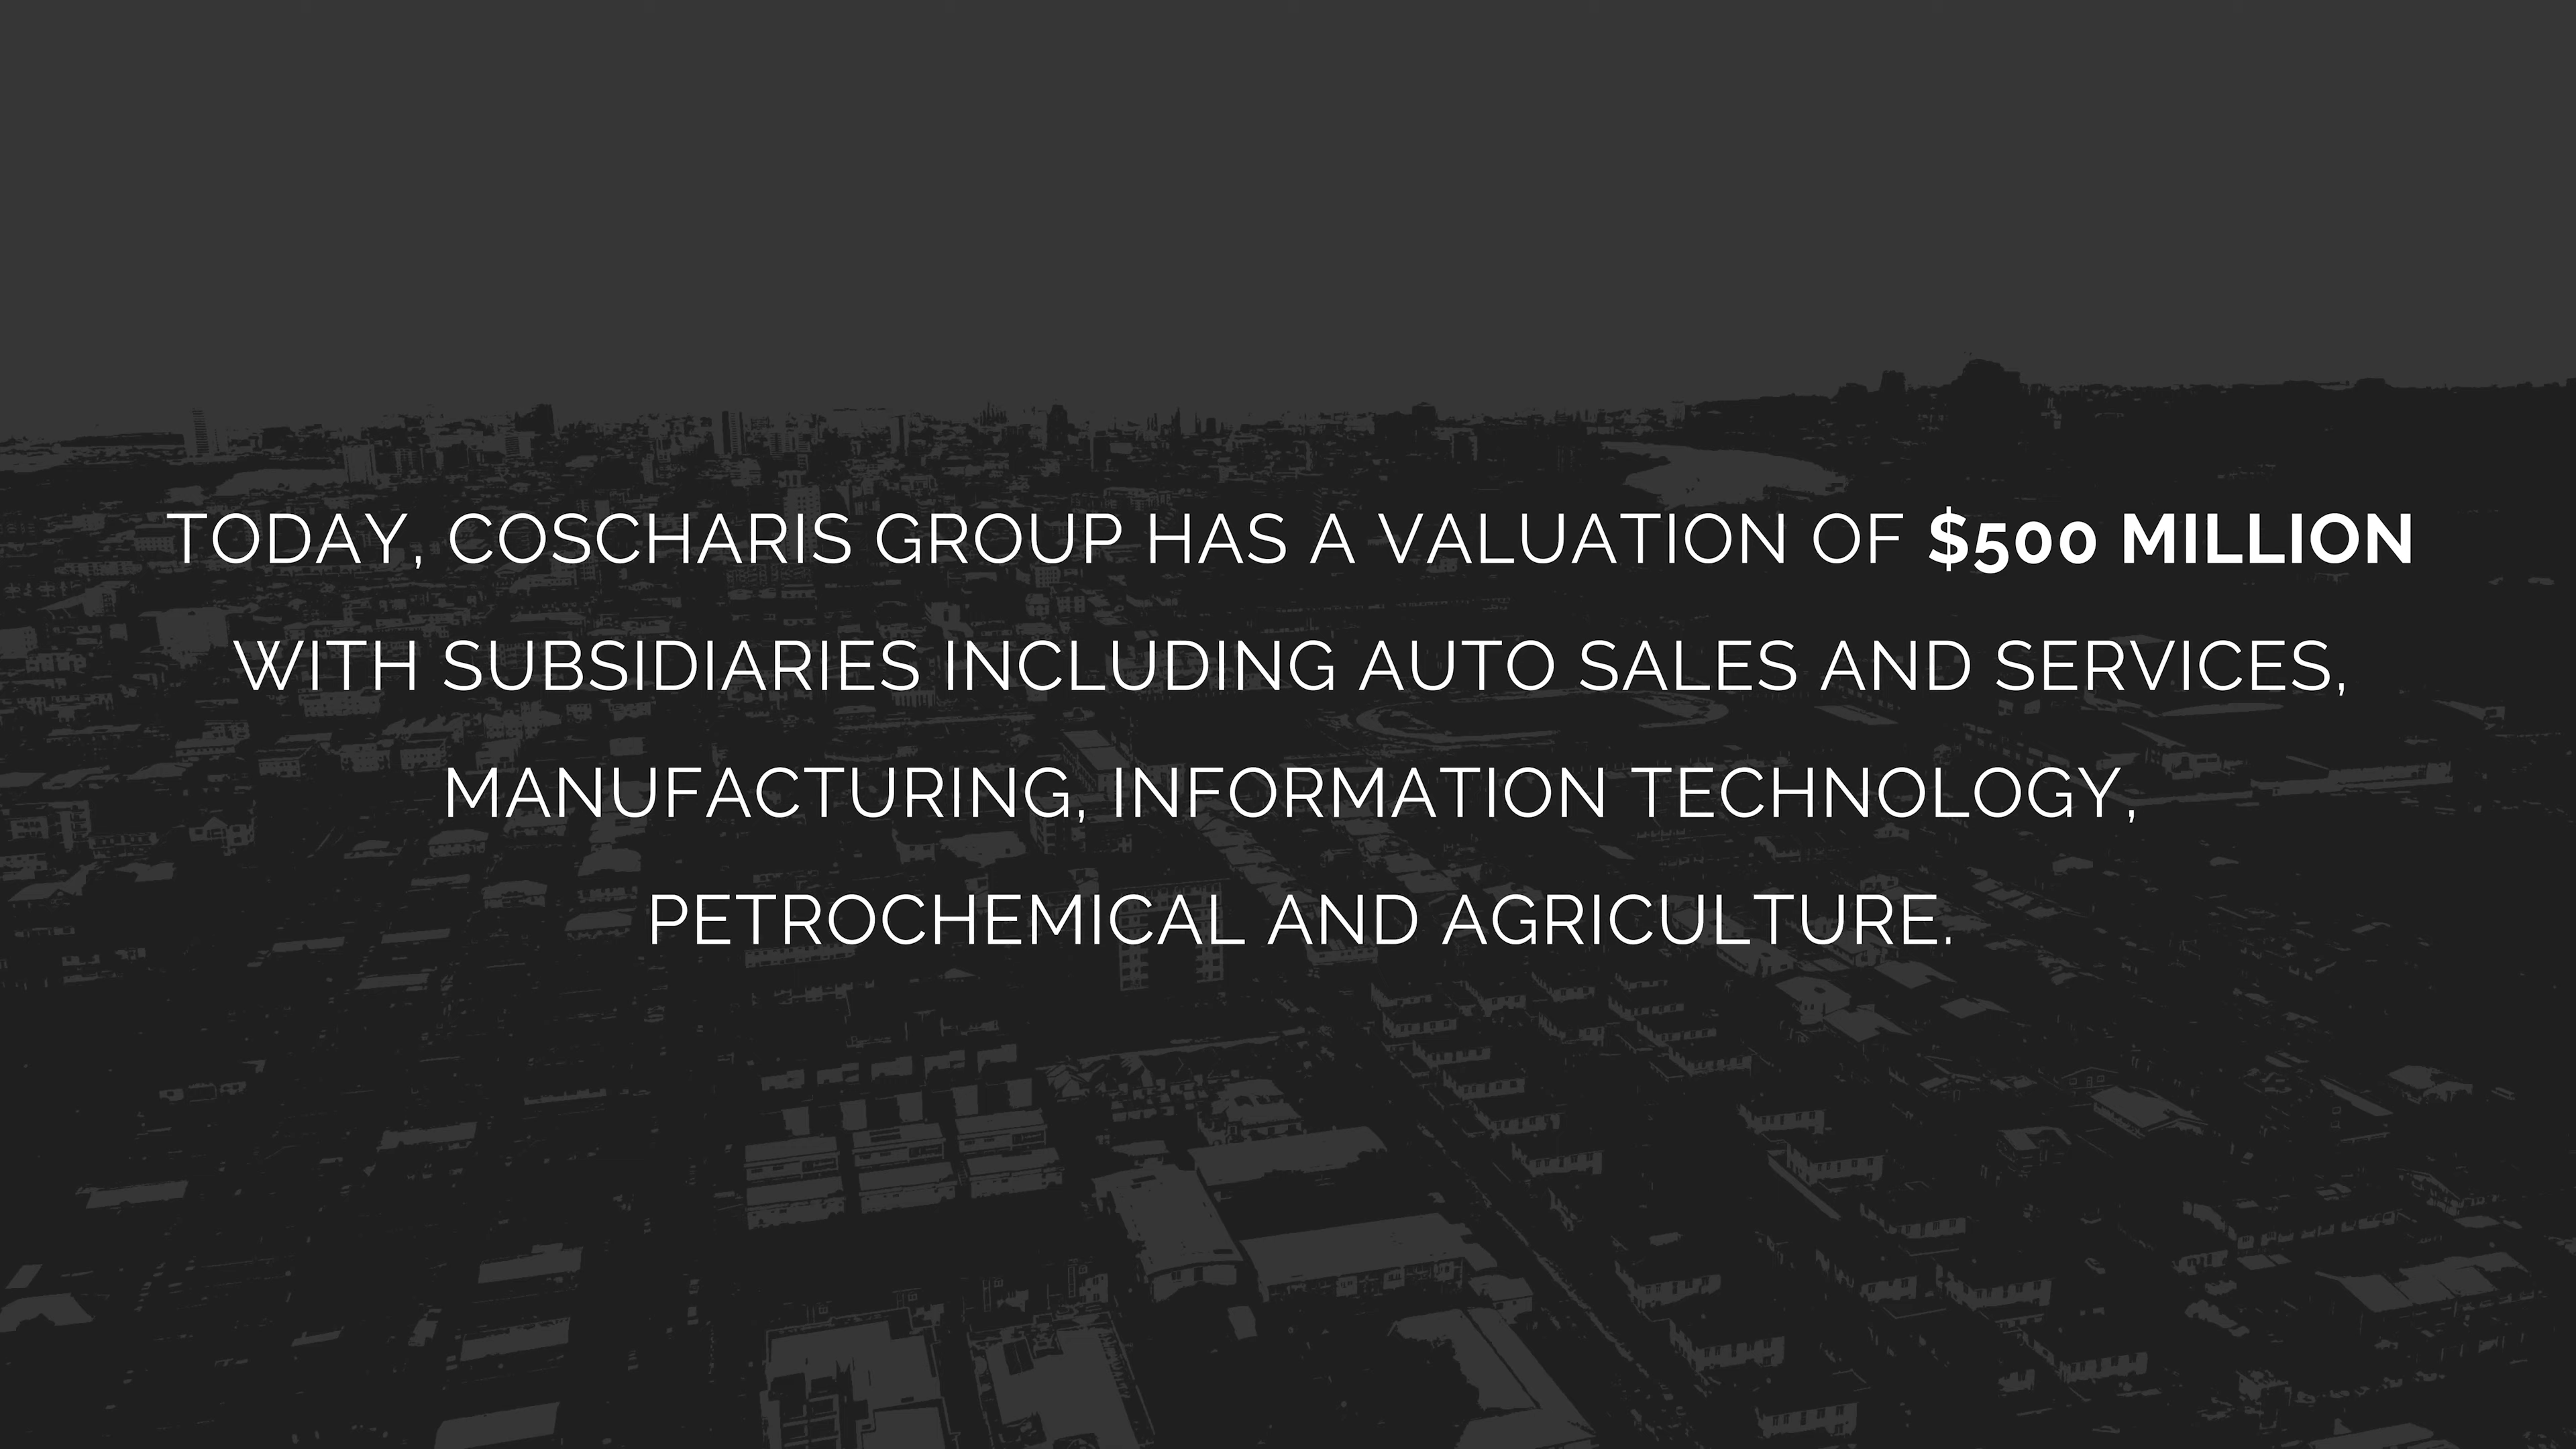 TODAY, COSCHARIS GROUP HAS A VALUATION OF $500 MILLION
WITH SUBSIDIARIES INCLUDING AUTO SALES AND SERVICES,
MANUFACTURING, INFORMATION TECHNOLOGY,
PETROCHEMICAL AND AGRICULTURE.